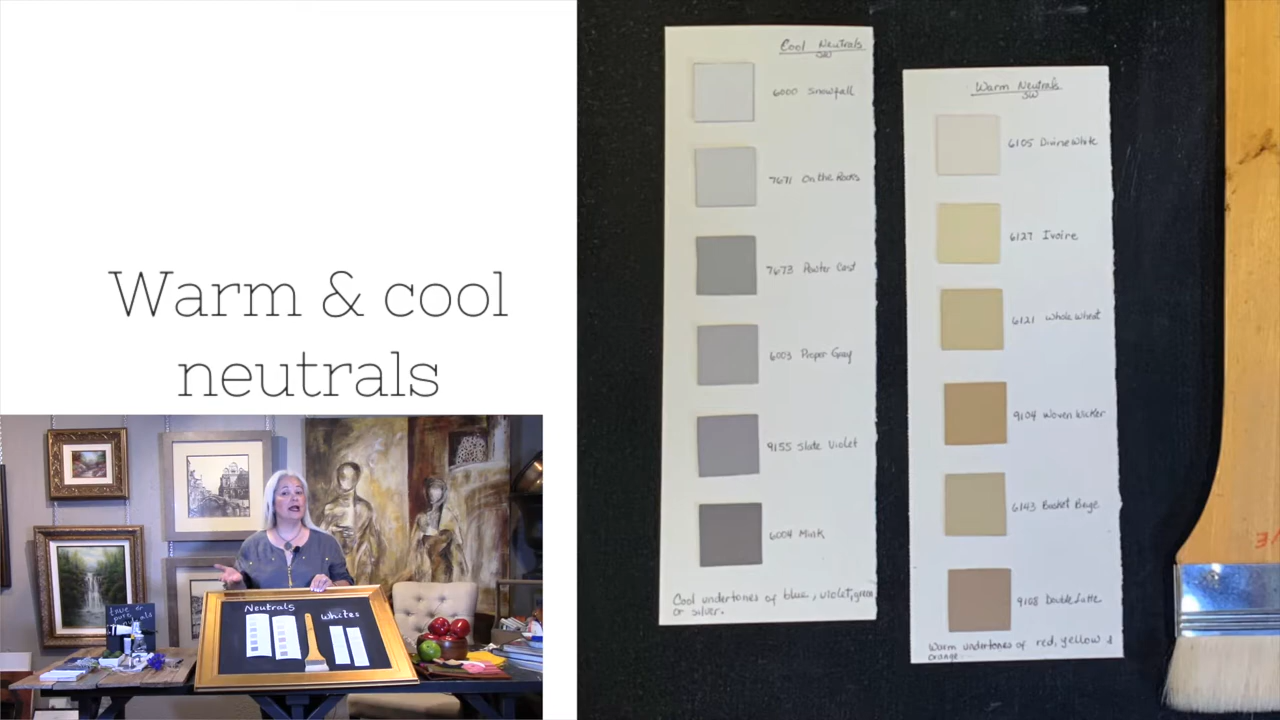 Warm & cool
neutrals
Cool Neutrals
SW
6000 Snowfall
7671 On the Rocks
7673 Pewter Cast
6003 Proper Gray
9155 Slate Violet
6004 Mink
Cool undertones of blue, violet, green
or silver.
Warm Neutrals
SW
6105 Divine White
6127 Ivoire
6121 Whole Wheat
9104 Woven Wicker
6143 Basket Beige
9108 Double Latte
Warm undertones of red, yellow &
orange.
Neutrals
Whites
true or
pure